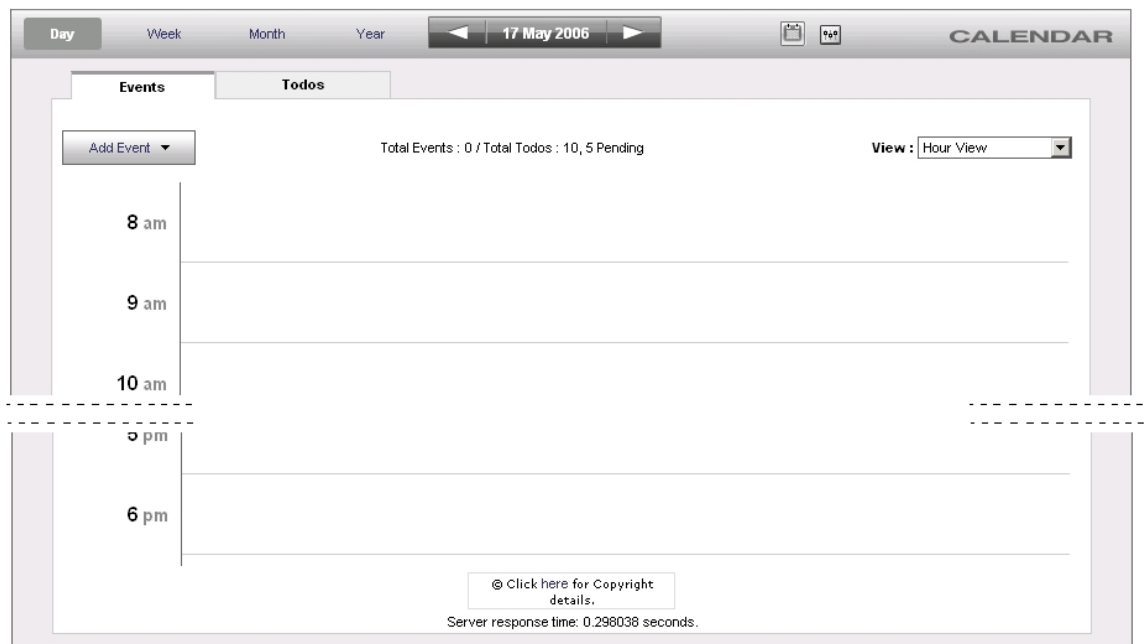 Day Week Month Year 17 May 2006 CALENDAR
Events Todos
Add Event Total Events : 0 / Total Todos : 10, 5 Pending View : Hour View
8 am
9 am
10 am
5 pm
6 pm
© Click here for Copyright
details.
Server response time: 0.298038 seconds.